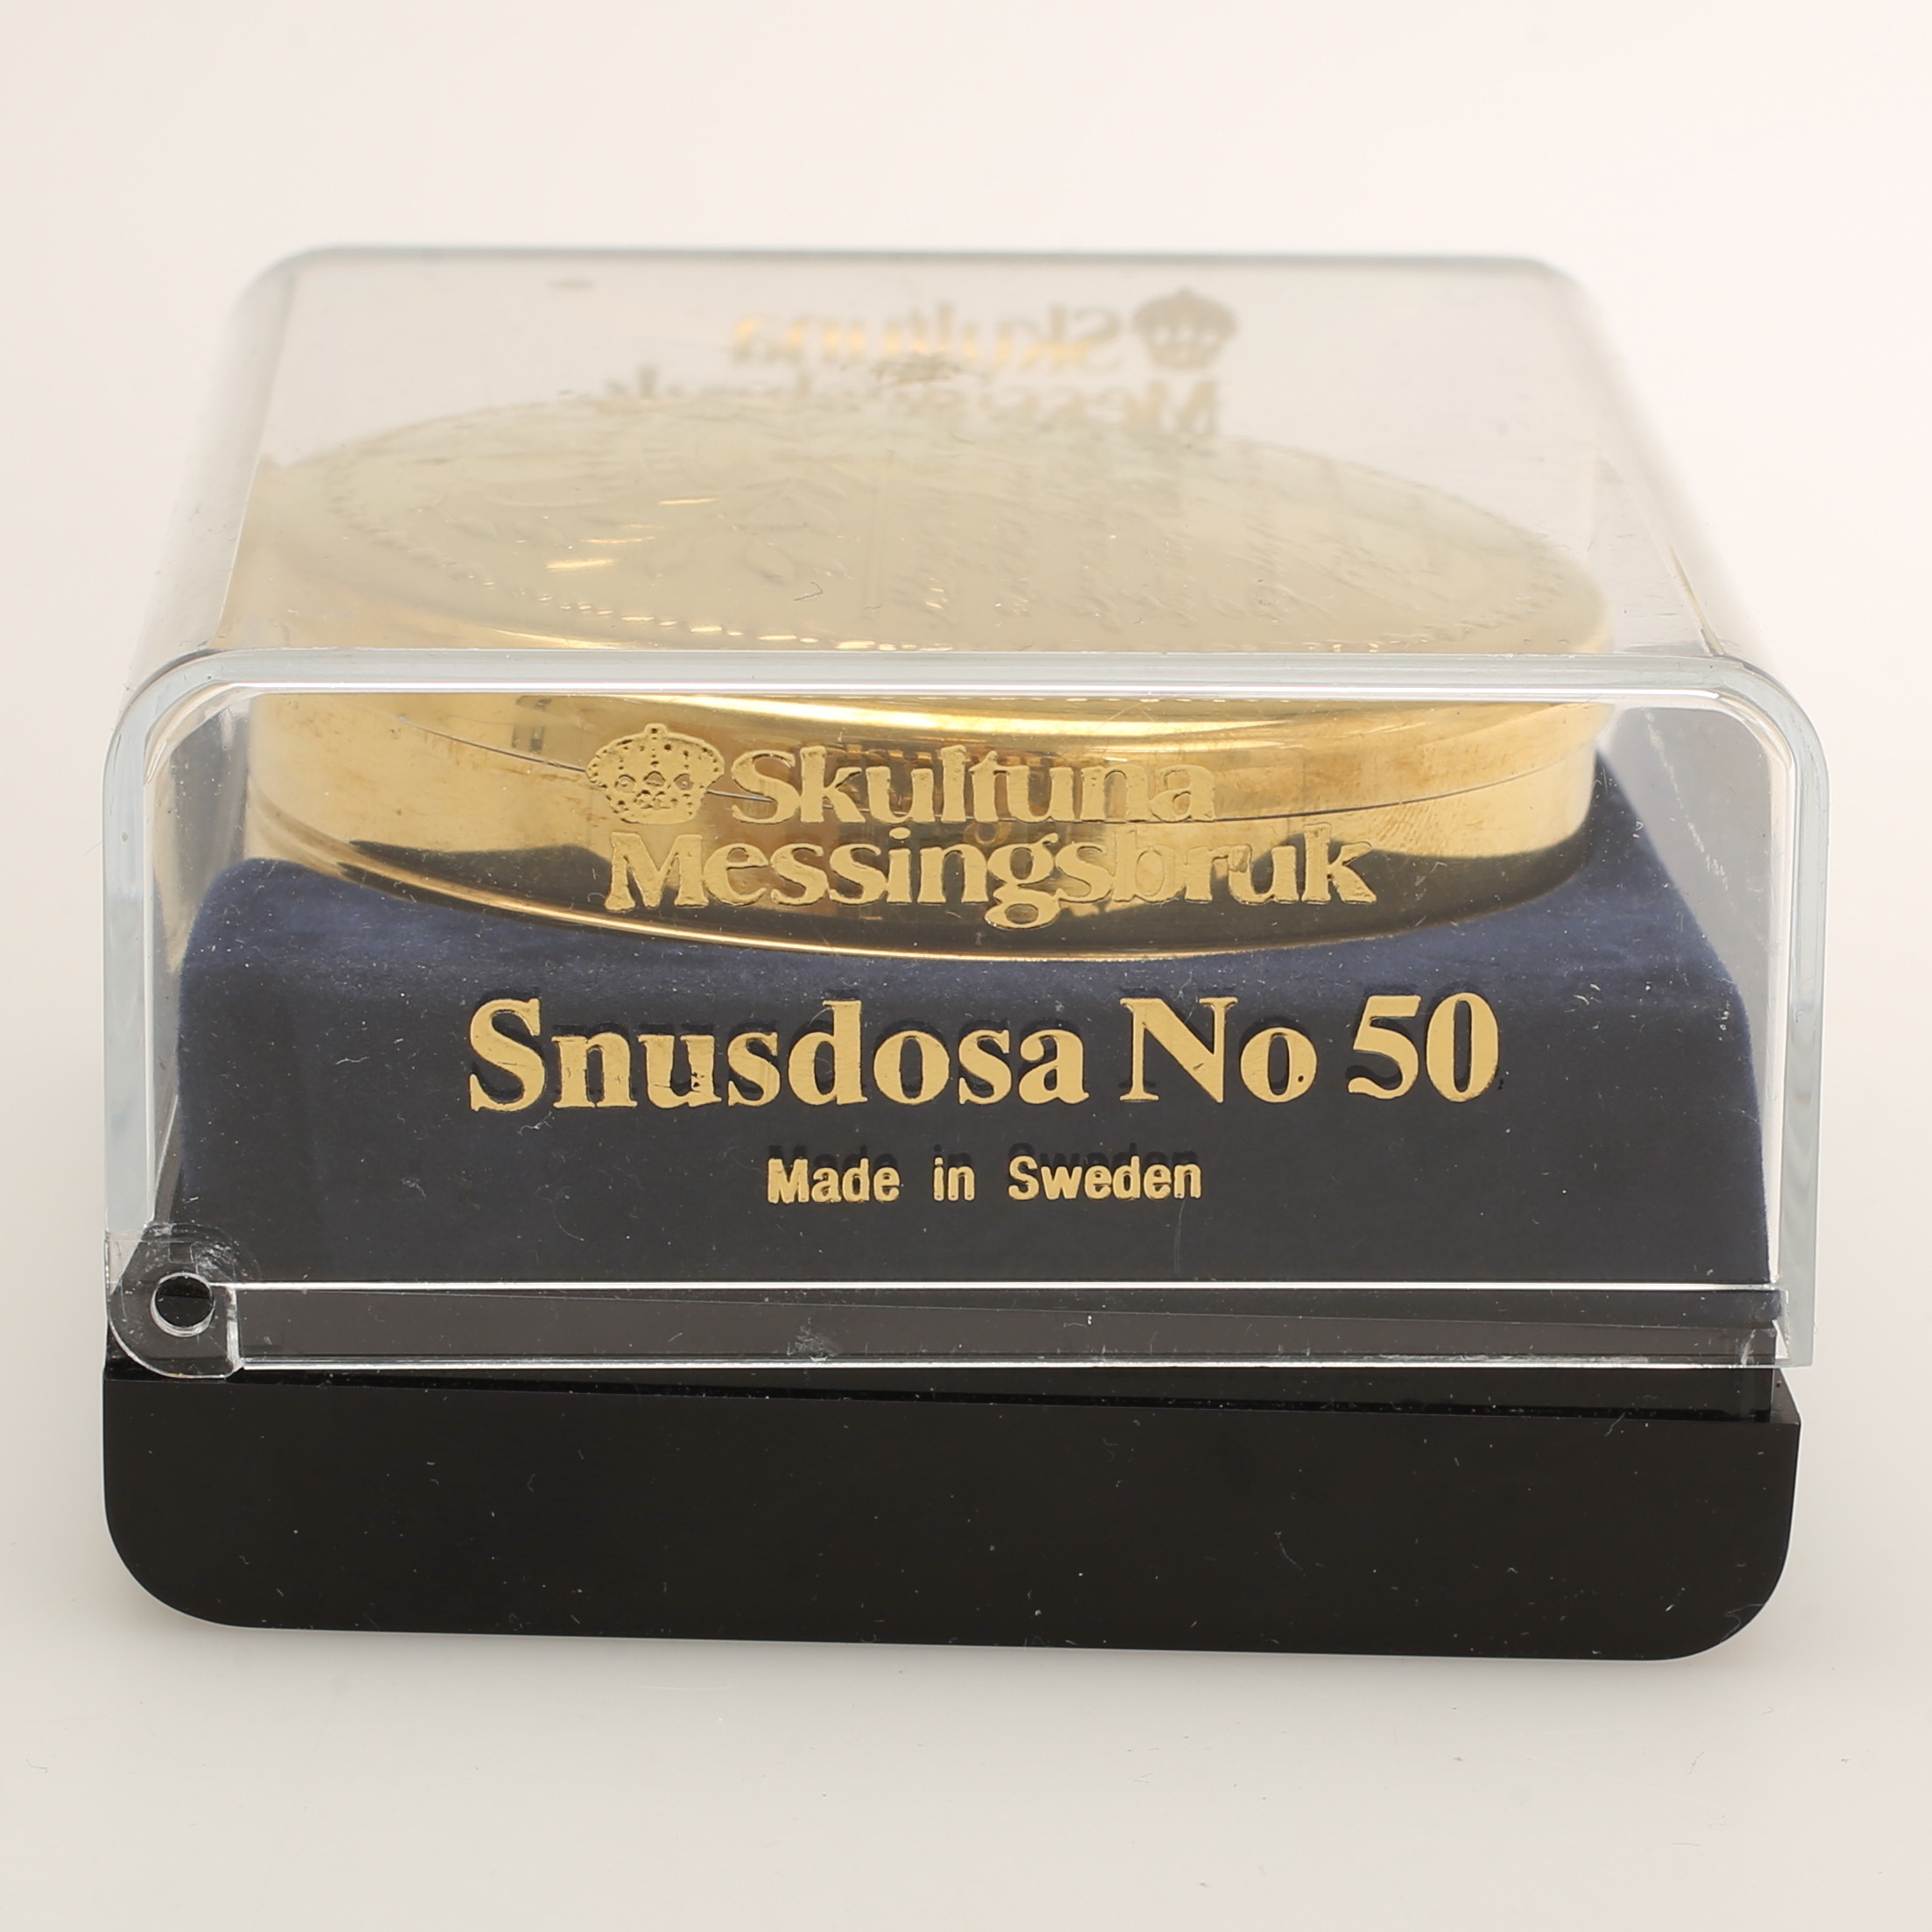 Skultuna
Messingsbruk
Snusdosa No 50
Made in Sweden